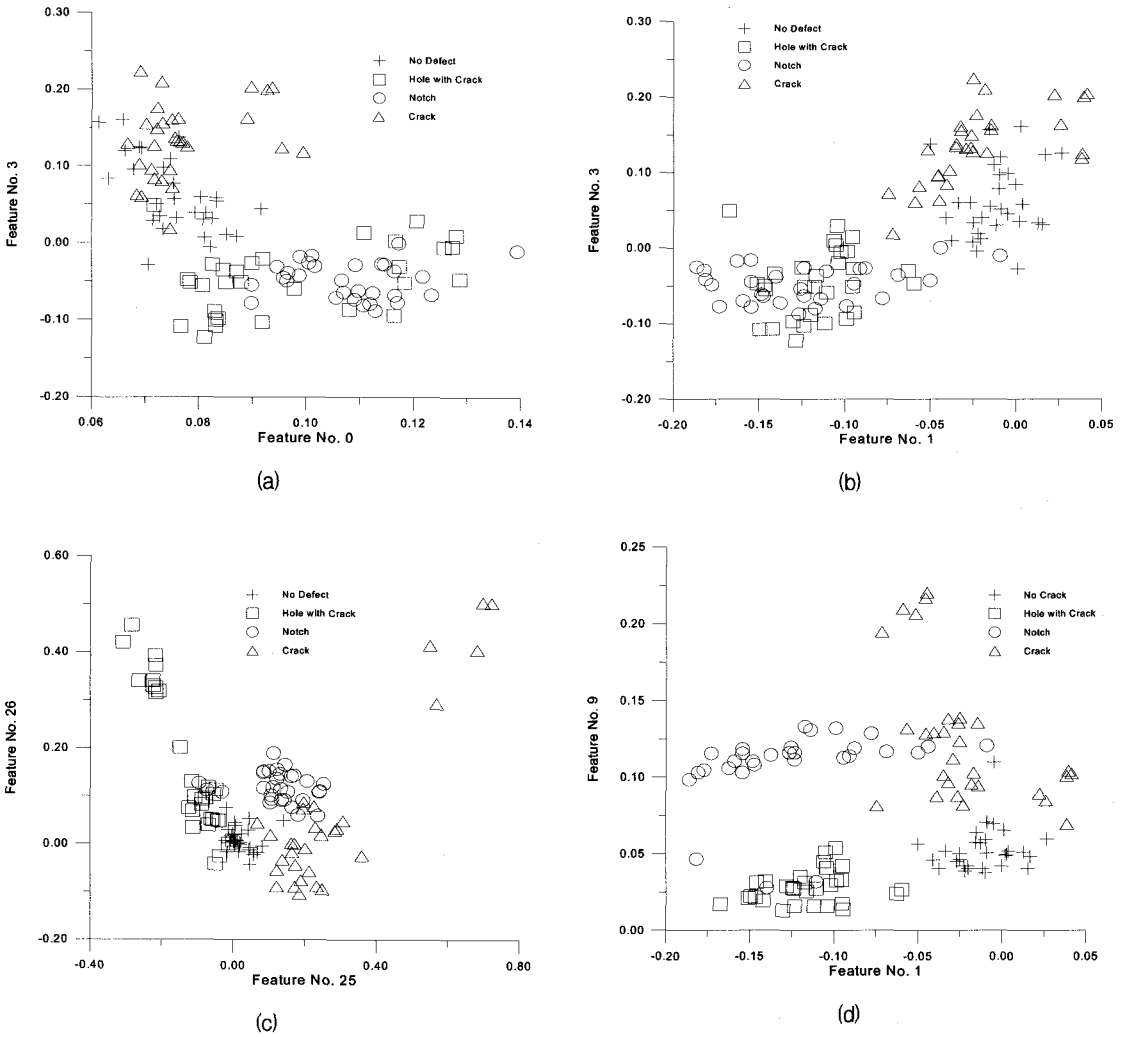 0.30
0.20
0.10
0.00
-0.10
-0.20
Feature No. 3
No Defect
Hole with Crack
Notch
Crack
0.06
0.08
0.10
0.12
0.14
Feature No. 0
(a)
0.30
0.20
0.10
0.00
-0.10
-0.20
Feature No. 3
No Defect
Hole with Crack
Notch
Crack
-0.20
-0.15
-0.10
-0.05
0.00
0.05
Feature No. 1
(b)
0.60
0.40
0.20
0.00
-0.20
Feature No. 26
No Defect
Hole with Crack
Notch
Crack
-0.40
0.00
0.40
0.80
Feature No. 25
(c)
0.25
0.20
0.15
0.10
0.05
0.00
Feature No. 9
No Crack
Hole with Crack
Notch
Crack
-0.20
-0.15
-0.10
-0.05
0.00
0.05
Feature No. 1
(d)